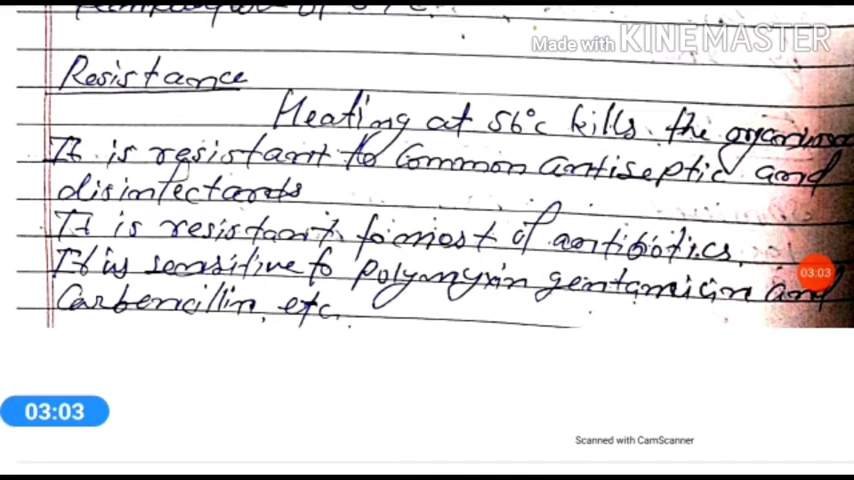 Made with KINEMASTER
Resistance
Heating at 56°c kills the organism
It is resistant to common antiseptic and
disinfectants
It is resistant to most of antibiotics.
It is sensitive to polymyxin gentamicin and
Carbencillin, etc.
03:03
03:03
Scanned with CamScanner